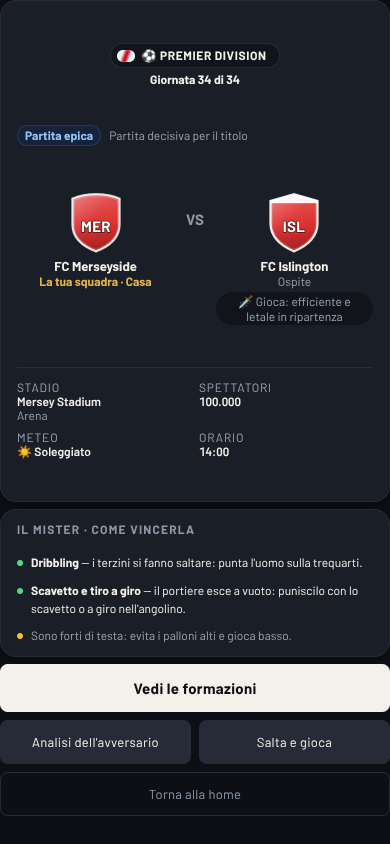 ⚽ PREMIER DIVISION
Giornata 34 di 34
Partita epica Partita decisiva per il titolo
MER
VS
ISL
FC Merseyside
La tua squadra · Casa
FC Islington
Ospite
🗡️ Gioca: efficiente e
letale in ripartenza
STADIO
Mersey Stadium
Arena
SPETTATORI
100.000
METEO
☀️ Soleggiato
ORARIO
14:00
IL MISTER · COME VINCERLA
Dribbling — i terzini si fanno saltare: punta l'uomo sulla trequarti.
Scavetto e tiro a giro — il portiere esce a vuoto: puniscilo con lo
scavetto o a giro nell'angolino.
Sono forti di testa: evita i palloni alti e gioca basso.
Vedi le formazioni
Analisi dell'avversario
Salta e gioca
Torna alla home